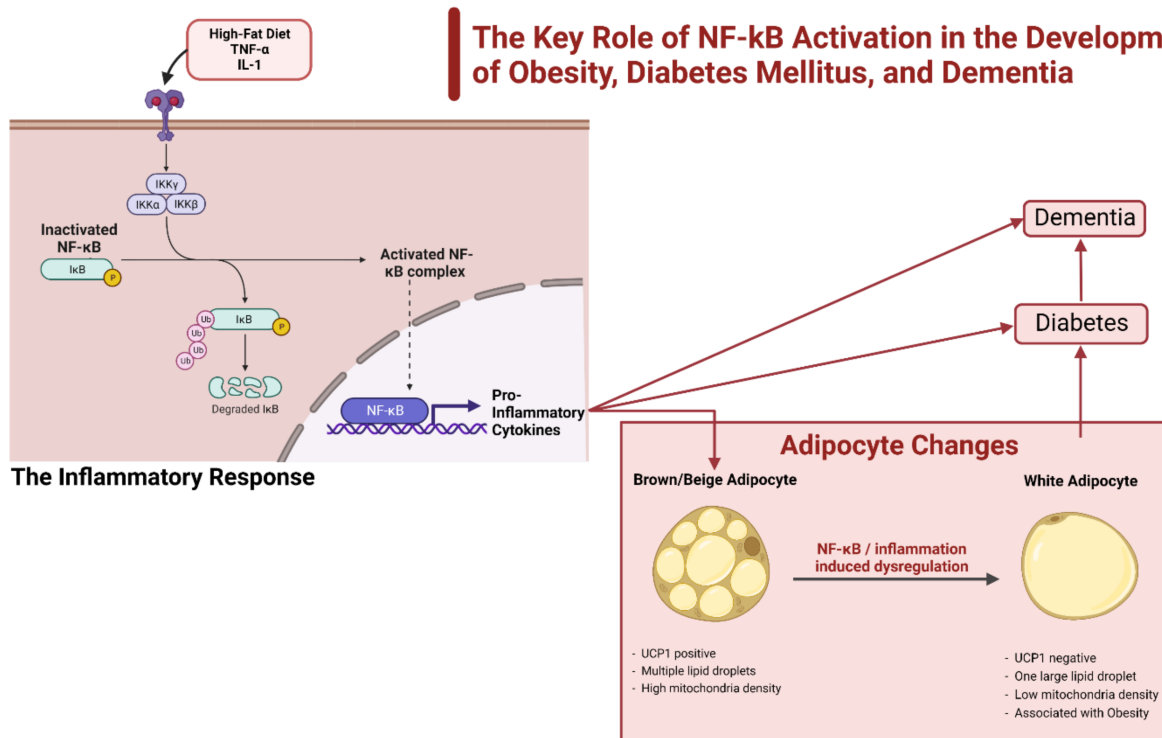 The Key Role of NF-kB Activation in the Developm
of Obesity, Diabetes Mellitus, and Dementia
High-Fat Diet
TNF-α
IL-1
IKKγ
IKKα
IKKβ
Inactivated
NF-κB
IκB
P
Activated NF-
κB complex
Ub
IκB
P
Ub
Ub
Ub
Degraded IκB
NF-κB
Pro-
Inflammatory
Cytokines
The Inflammatory Response
Dementia
Diabetes
Adipocyte Changes
Brown/Beige Adipocyte
White Adipocyte
NF-κB / inflammation
induced dysregulation
- UCP1 positive
- Multiple lipid droplets
- High mitochondria density
- UCP1 negative
- One large lipid droplet
- Low mitochondria density
- Associated with Obesity